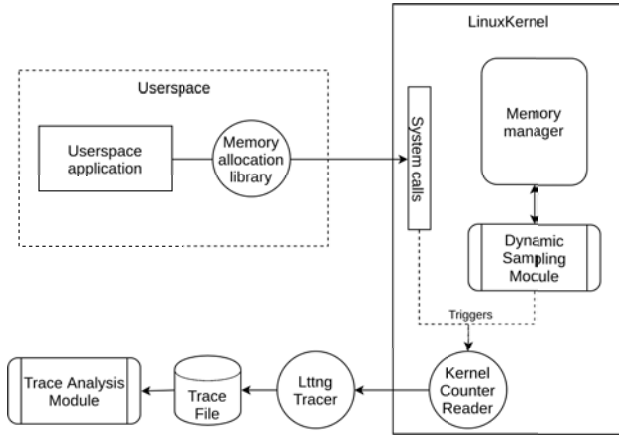 LinuxKernel
Userspace
Userspace
application
Memory
allocation
library
System calls
Memory
manager
Dynamic
Sampling
Module
Triggers
Trace Analysis
Module
Trace
File
Lttng
Tracer
Kernel
Counter
Reader